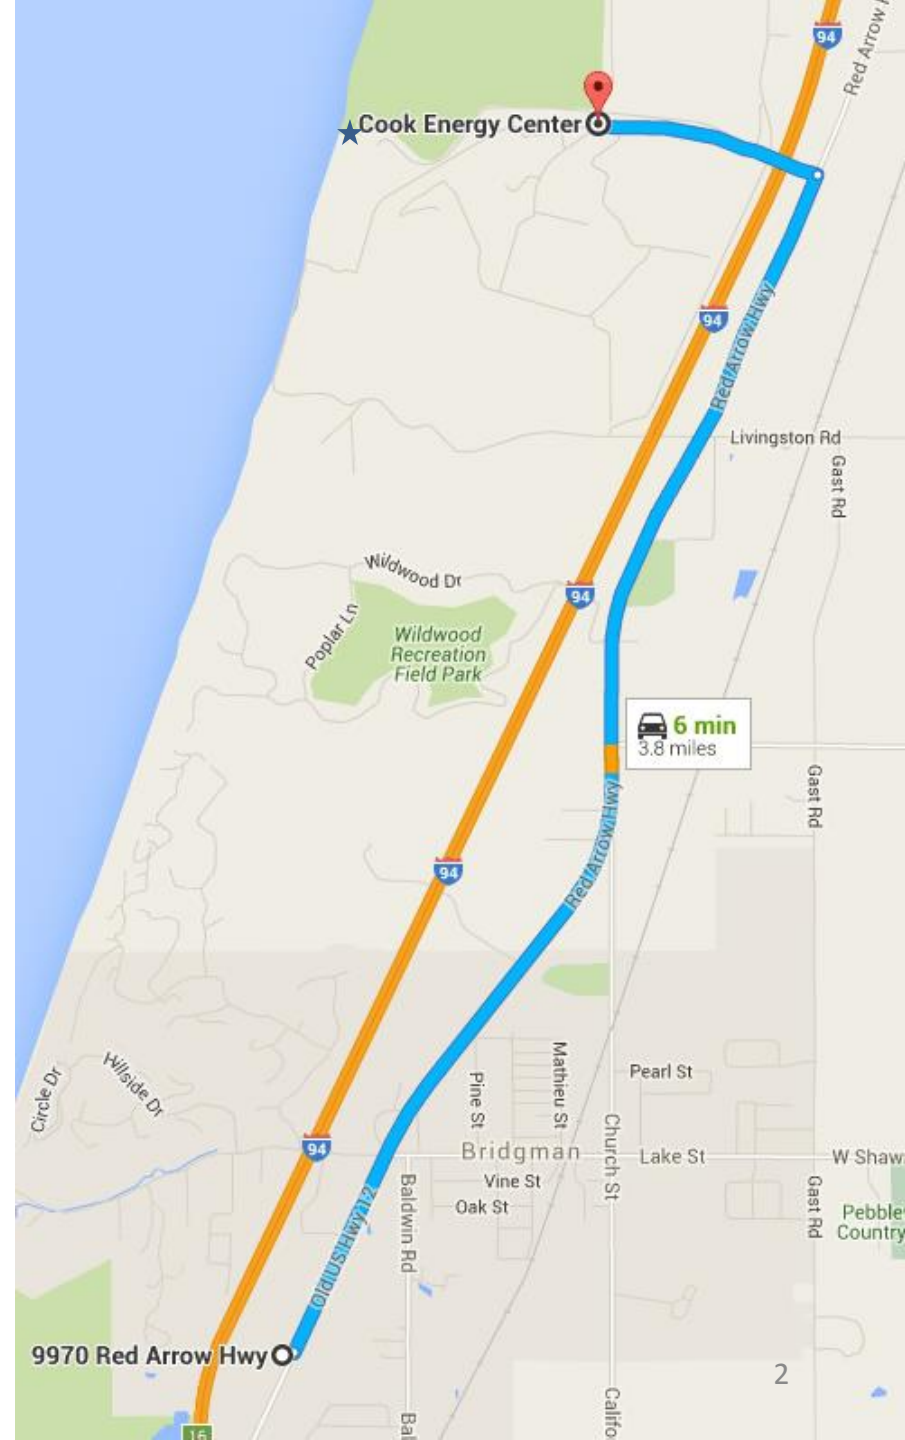 94
Red Arrow
Cook Energy Center
94
Red Arrow Hwy
Livingston Rd
Gast Rd
Wildwood Dr
94
Poplar Ln
Wildwood
Recreation
Field Park
6 min
3.8 miles
Gast Rd
Red Arrow Hwy
94
Mathieu St
Pine St
Pearl St
Circle Dr
Hillside Dr
94
Church St
Bridgman
Lake St
W Shaw
Vine St
Oak St
Baldwin Rd
Gast Rd
Pebble
Country
Old US Hwy 12
9970 Red Arrow Hwy
2
Califo
Bal
16